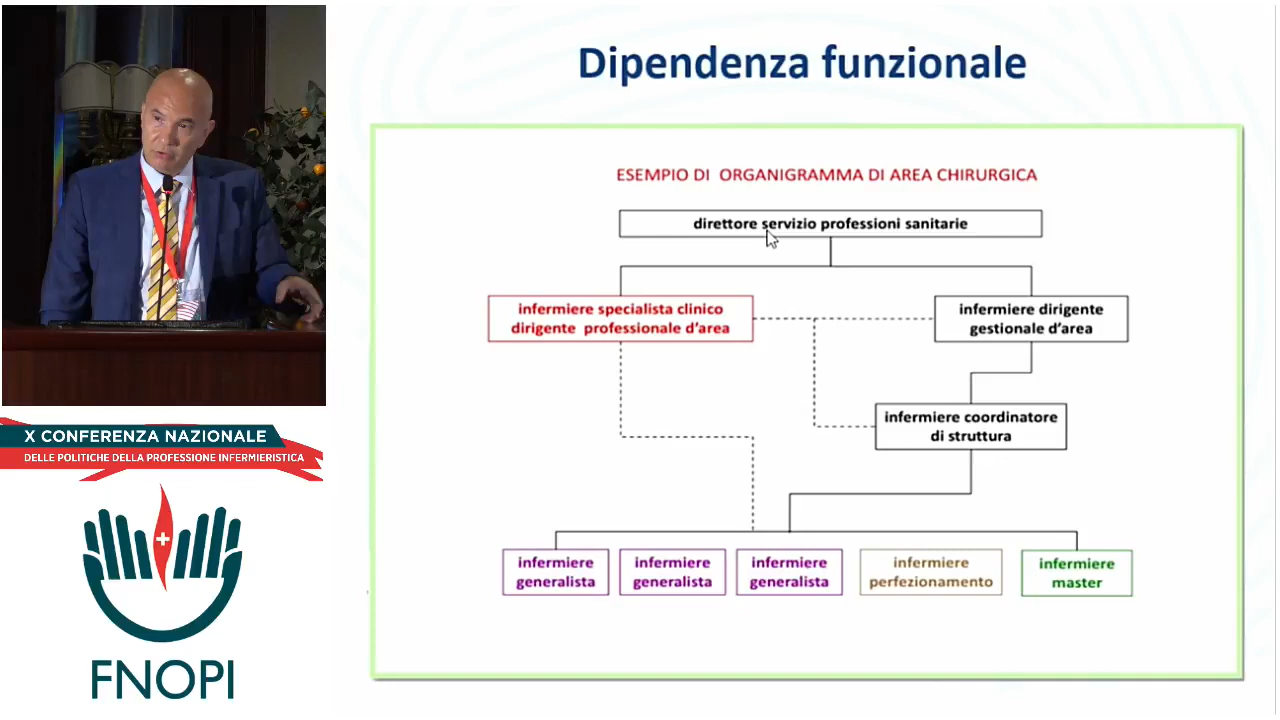 Dipendenza funzionale
ESEMPIO DI ORGANIGRAMMA DI AREA CHIRURGICA
direttore servizio professioni sanitarie
infermiere specialista clinico
dirigente professionale d'area
infermiere dirigente
gestionale d'area
infermiere coordinatore
di struttura
infermiere
generalista
infermiere
generalista
infermiere
generalista
infermiere
perfezionamento
infermiere
master
X CONFERENZA NAZIONALE
DELLE POLITICHE DELLA PROFESSIONE INFERMIERISTICA
FNOPI